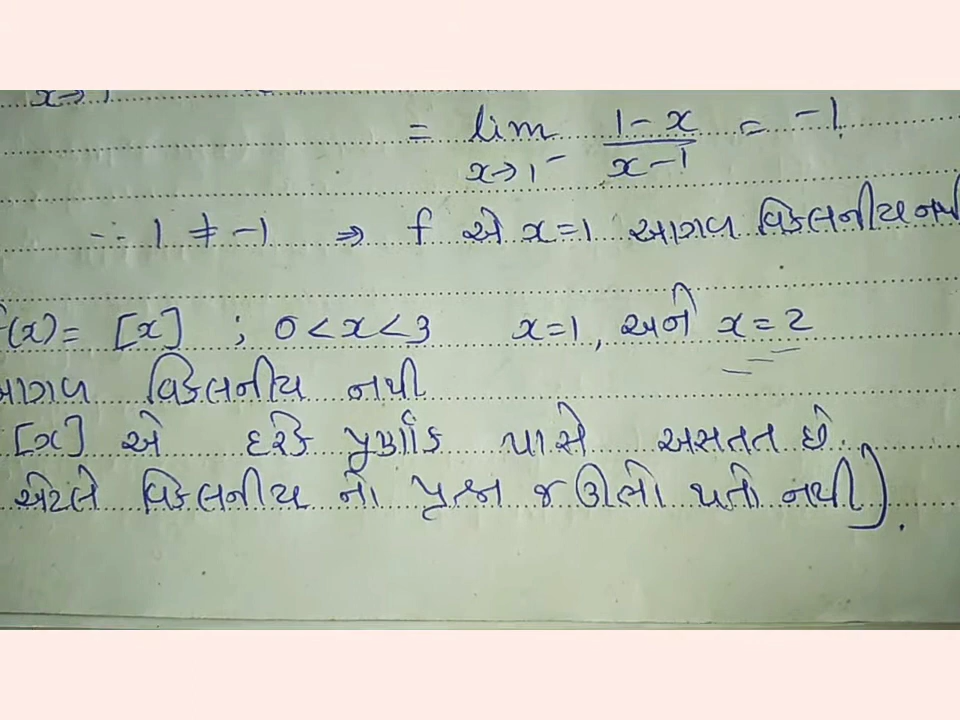 x→1
= lim 1-x / x-1 = -1.
x→1⁻
∴ 1 ≠ -1 ⇒ f એ x=1 આગળ વિકલનીય નથી
f(x) = [x] ; 0<x<3 x=1, અને x=2
આગળ વિકલનીય નથી
[x] એ દરેક પૂર્ણાંક પાસે અસતત છે.
એટલે વિકલનીય નો પ્રશ્ન જ ઊભો થતો નથી].